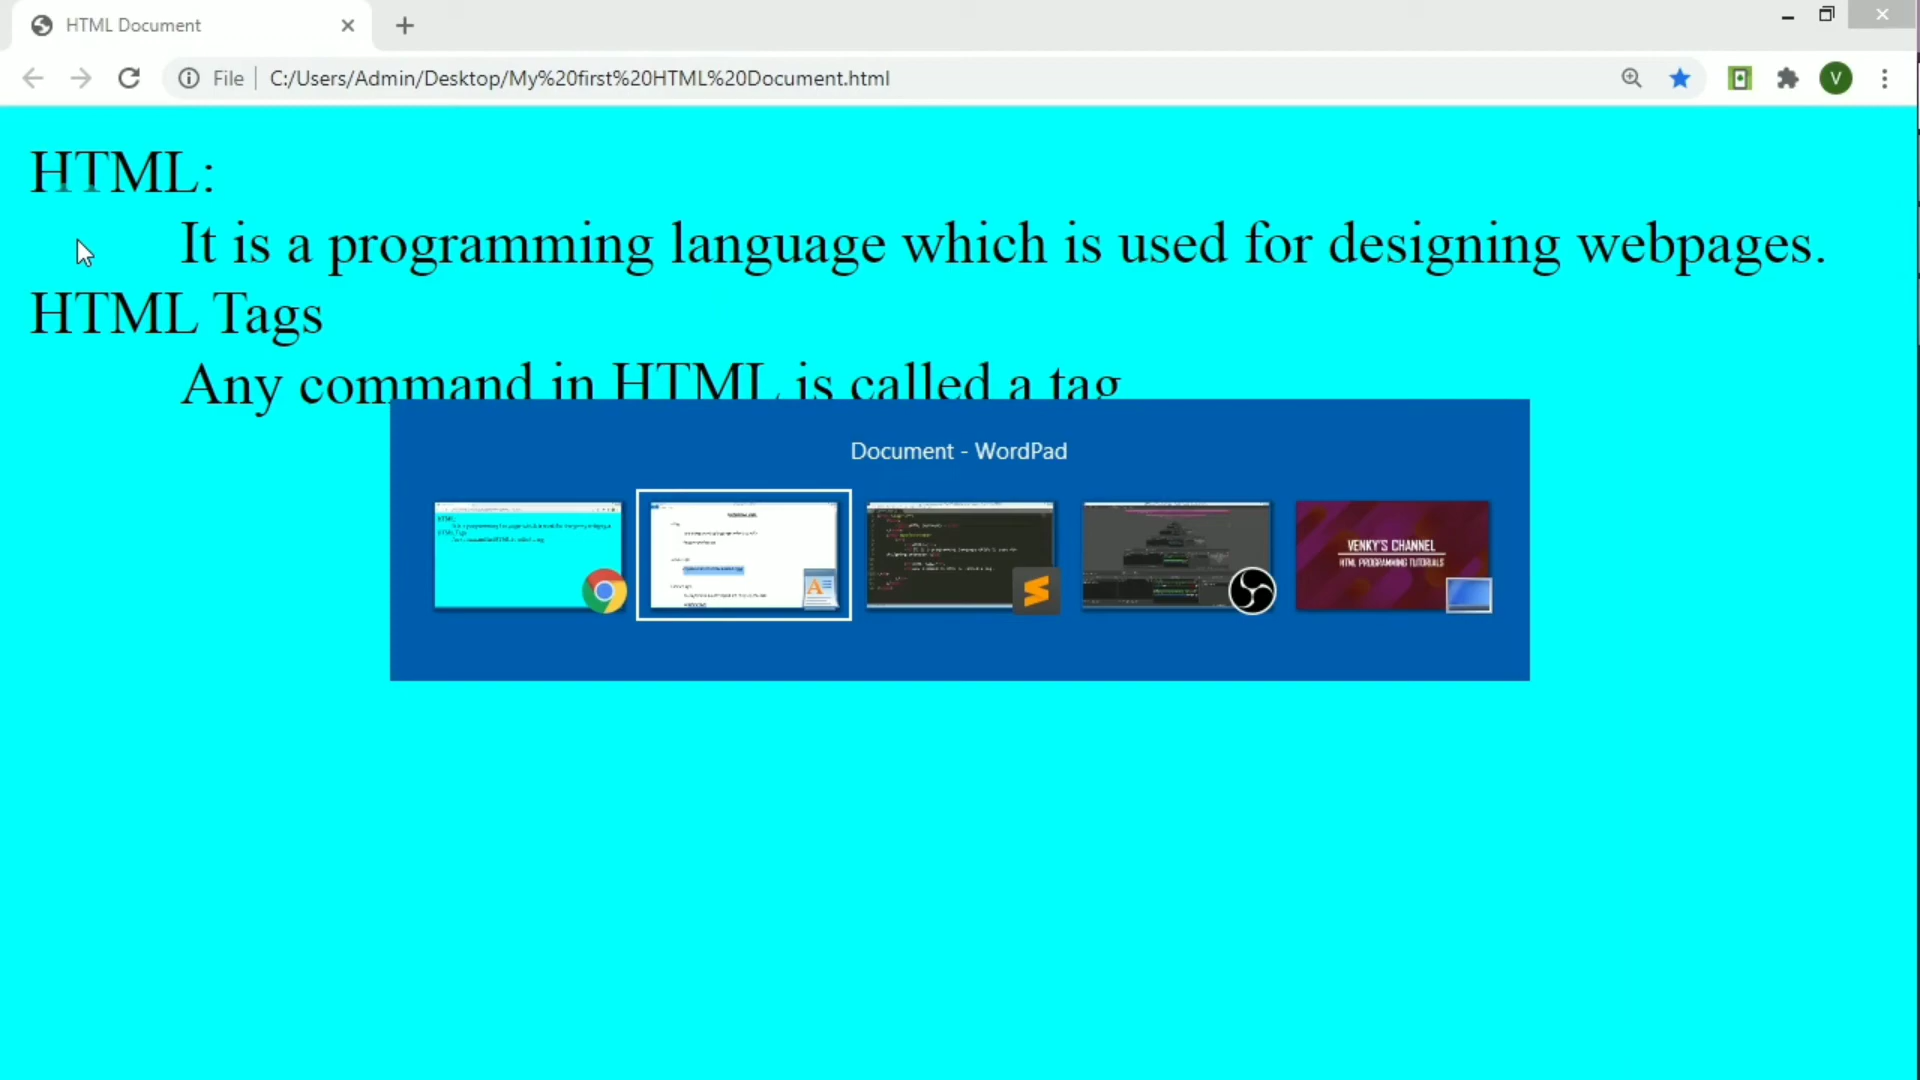 HTML Document
File
C:/Users/Admin/Desktop/My%20first%20HTML%20Document.html
V
HTML:
It is a programming language which is used for designing webpages.
HTML Tags
Any command in HTML is called a tag
Document - WordPad
VENKY'S CHANNEL
HTML PROGRAMMING TUTORIALS